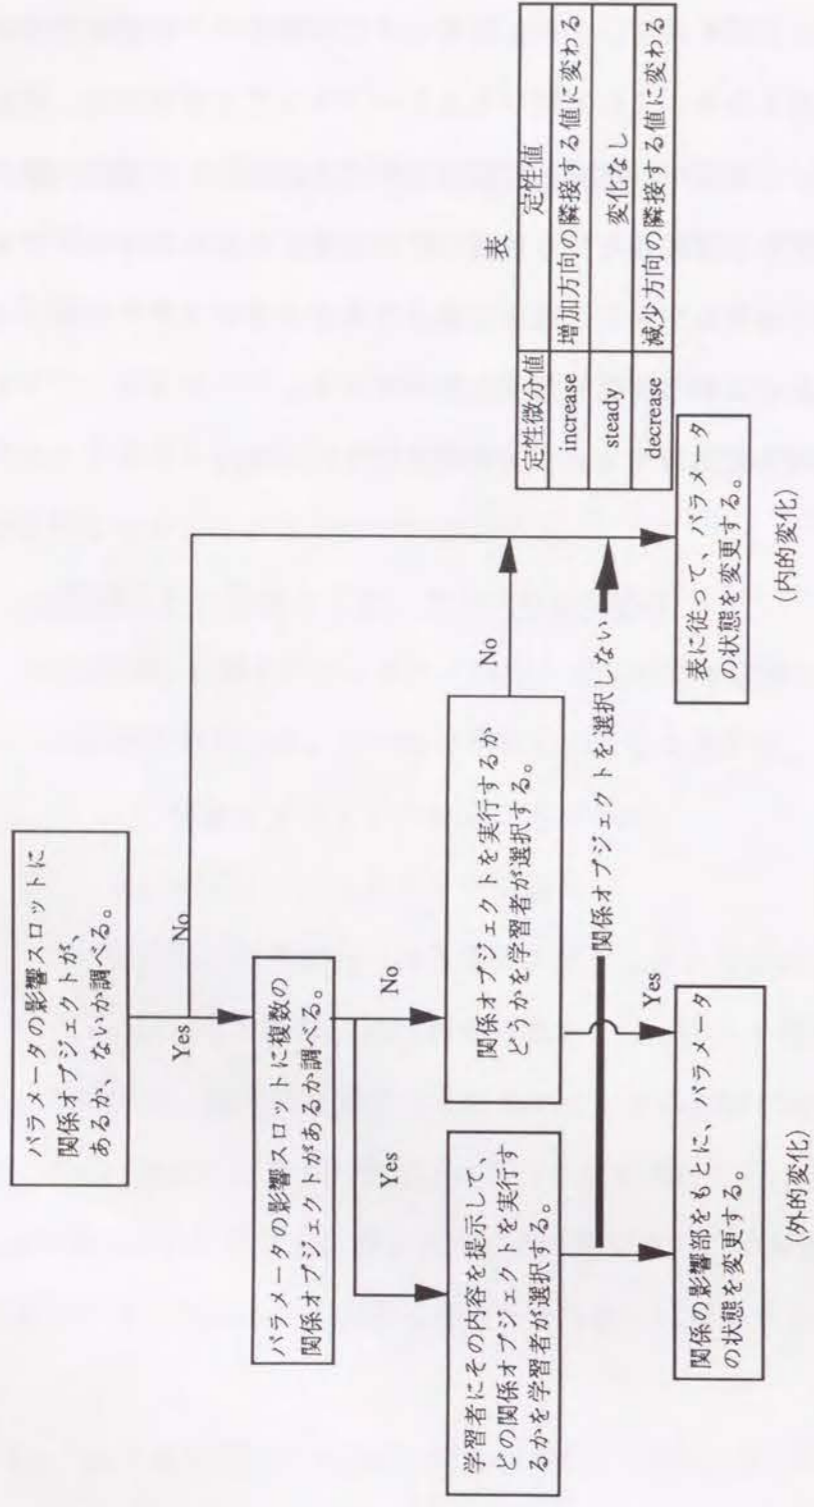 パラメータの影響スロットに
関係オブジェクトが、
あるか、ないか調べる。
Yes
No
パラメータの影響スロットに複数の
関係オブジェクトがあるか調べる。
Yes
No
学習者にその内容を提示して、
どの関係オブジェクトを実行す
るかを学習者が選択する。
関係オブジェクトを実行するか
どうかを学習者が選択する。
No
関係オブジェクトを選択しない
Yes
関係の影響部をもとに、パラメータ
の状態を変更する。
(外的変化)
表に従って、パラメータ
の状態を変更する。
(内的変化)
表
定性微分値 定性値
increase 増加方向の隣接する値に変わる
steady 変化なし
decrease 減少方向の隣接する値に変わる